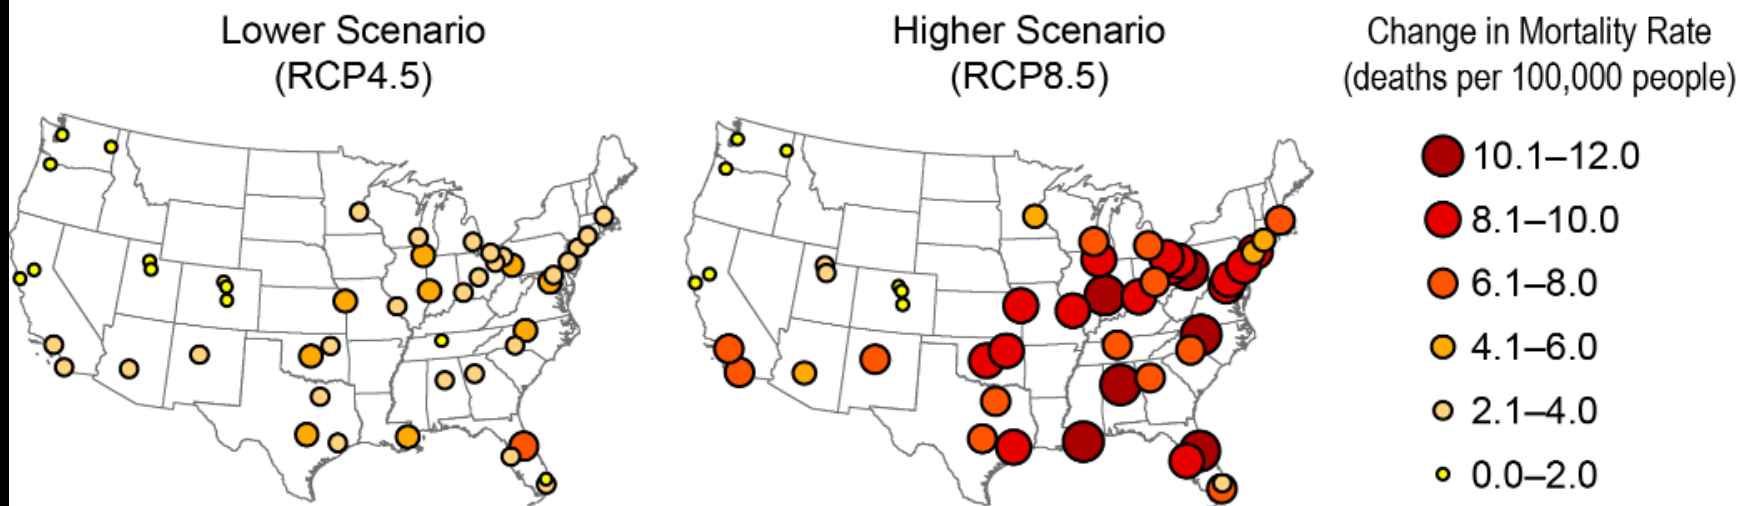 Lower Scenario
(RCP4.5)
Higher Scenario
(RCP8.5)
Change in Mortality Rate
(deaths per 100,000 people)
10.1–12.0
8.1–10.0
6.1–8.0
4.1–6.0
2.1–4.0
0.0–2.0